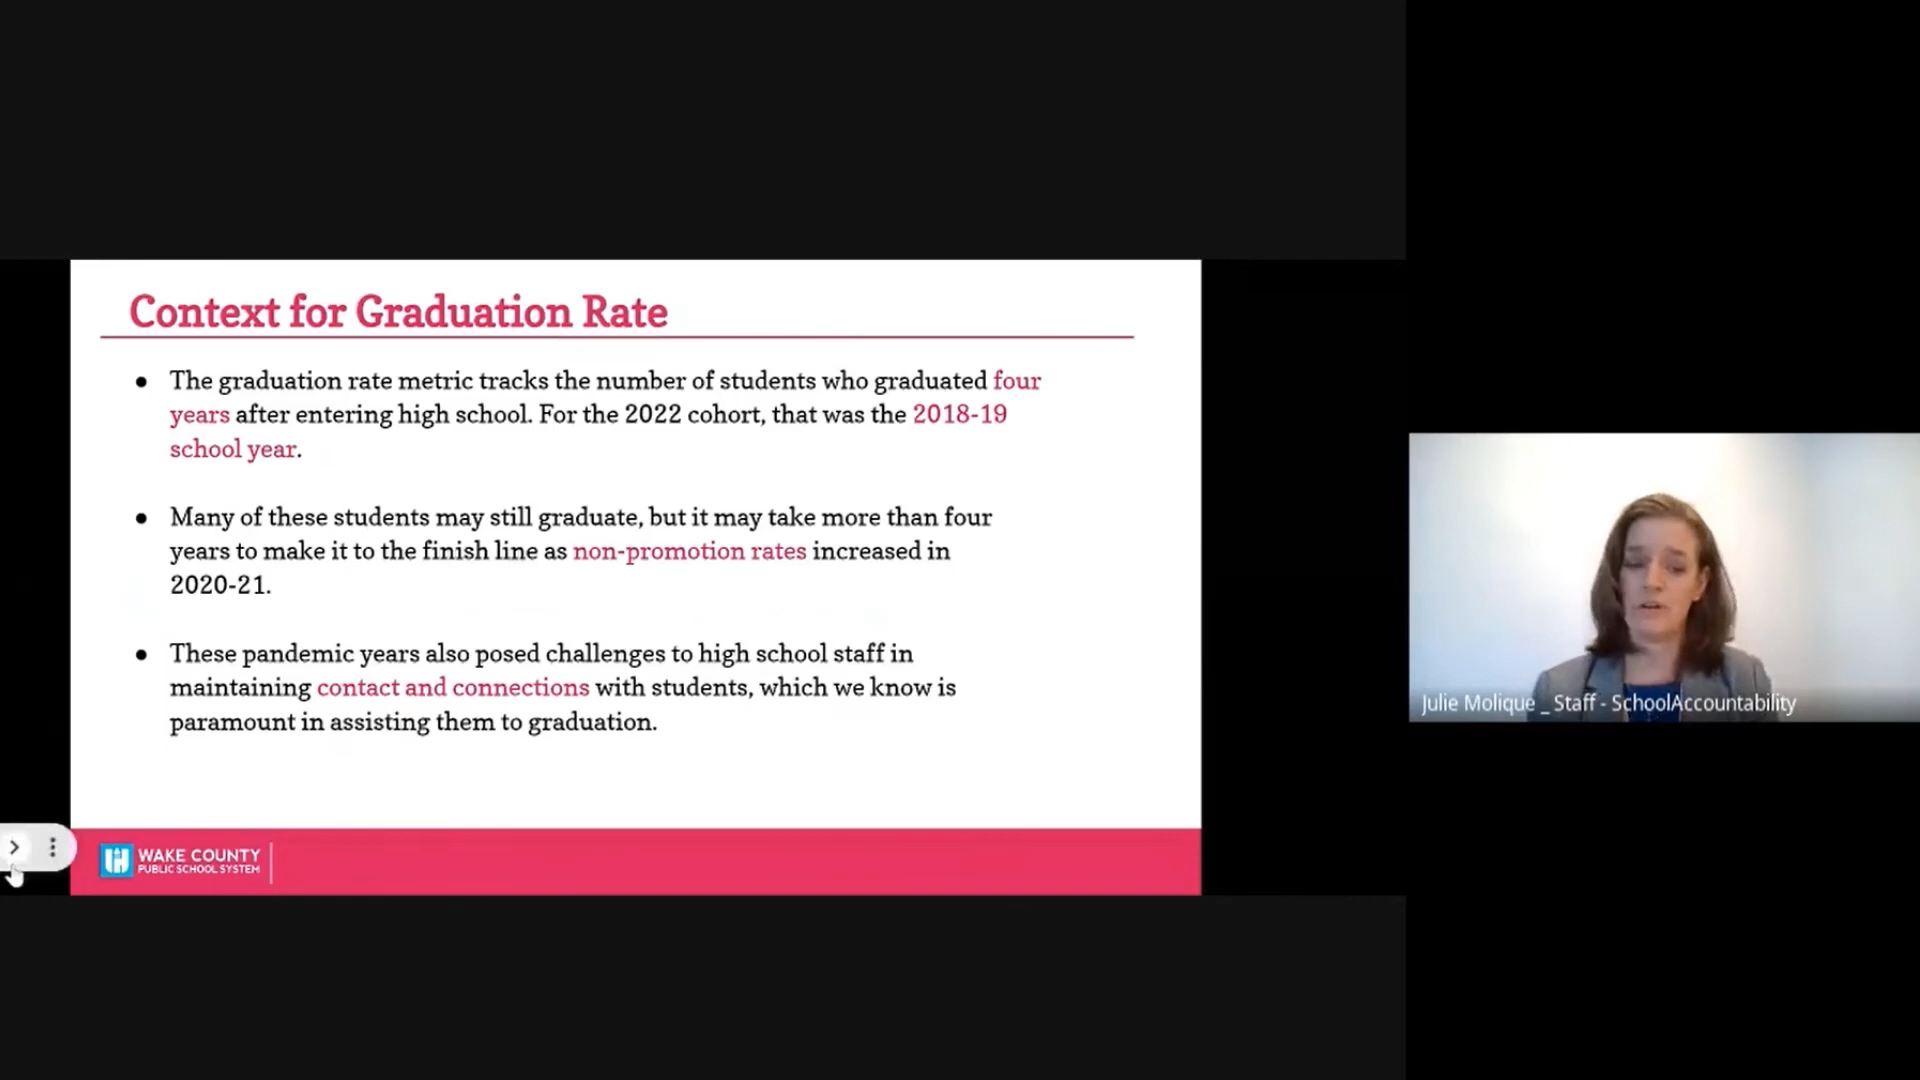 Context for Graduation Rate
● The graduation rate metric tracks the number of students who graduated four
years after entering high school. For the 2022 cohort, that was the 2018-19
school year.
● Many of these students may still graduate, but it may take more than four
years to make it to the finish line as non-promotion rates increased in
2020-21.
● These pandemic years also posed challenges to high school staff in
maintaining contact and connections with students, which we know is
paramount in assisting them to graduation.
WAKE COUNTY
PUBLIC SCHOOL SYSTEM
Julie Molique _ Staff - SchoolAccountability